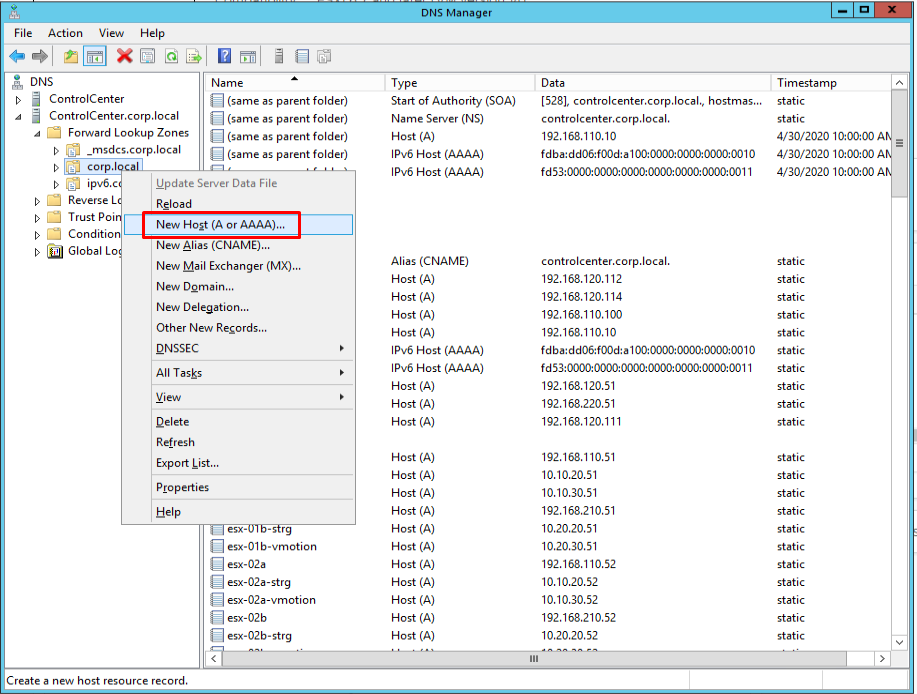 DNS Manager
File Action View Help
DNS
ControlCenter
ControlCenter.corp.local
Forward Lookup Zones
_msdcs.corp.local
corp.local
ipv6.co
Reverse Lo
Trust Poin
Condition
Global Log
Update Server Data File
Reload
New Host (A or AAAA)...
New Alias (CNAME)...
New Mail Exchanger (MX)...
New Domain...
New Delegation...
Other New Records...
DNSSEC
All Tasks
View
Delete
Refresh
Export List...
Properties
Help
Name Type Data Timestamp
(same as parent folder) Start of Authority (SOA) [528], controlcenter.corp.local., hostmas... static
(same as parent folder) Name Server (NS) controlcenter.corp.local. static
(same as parent folder) Host (A) 192.168.110.10 4/30/2020 10:00:00 AM
(same as parent folder) IPv6 Host (AAAA) fdba:dd06:f00d:a100:0000:0000:0000:0010 4/30/2020 10:00:00 AM
IPv6 Host (AAAA) fd53:0000:0000:0000:0000:0000:0000:0011 4/30/2020 10:00:00 AM
Alias (CNAME) controlcenter.corp.local. static
Host (A) 192.168.120.112 static
Host (A) 192.168.120.114 static
Host (A) 192.168.110.100 static
Host (A) 192.168.110.10 static
IPv6 Host (AAAA) fdba:dd06:f00d:a100:0000:0000:0000:0010 static
IPv6 Host (AAAA) fd53:0000:0000:0000:0000:0000:0000:0011 static
Host (A) 192.168.120.51 static
Host (A) 192.168.220.51 static
Host (A) 192.168.120.111 static
Host (A) 192.168.110.51 static
Host (A) 10.10.20.51 static
Host (A) 10.10.30.51 static
Host (A) 192.168.210.51 static
esx-01b-strg Host (A) 10.20.20.51 static
esx-01b-vmotion Host (A) 10.20.30.51 static
esx-02a Host (A) 192.168.110.52 static
esx-02a-strg Host (A) 10.10.20.52 static
esx-02a-vmotion Host (A) 10.10.30.52 static
esx-02b Host (A) 192.168.210.52 static
esx-02b-strg Host (A) 10.20.20.52 static
Create a new host resource record.